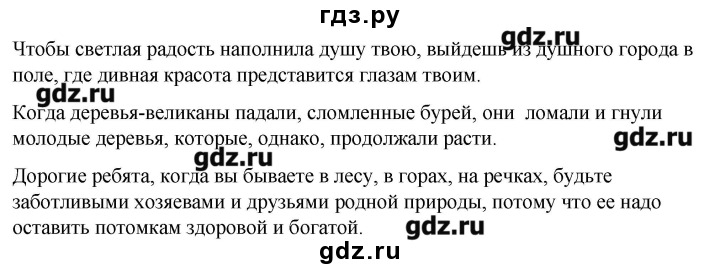 гдз.ру
Чтобы светлая радость наполнила душу твою, выйдешь из душного города в
gdz.ru
поле, где дивная красота представится глазам твоим.
gdz.ru
Когда деревья-великаны падали, сломленные бурей, они ломали и гнули
gdz.ru
молодые деревья, которые, однако, продолжали расти.
gdz.ru
Дорогие ребята, когда вы бываете в лесу, в горах, на речках, будьте
заботливыми хозяевами и друзьями родной природы, потому что ее надо
gdz.ru
оставить потомкам здоровой и богатой.
gdz.ru